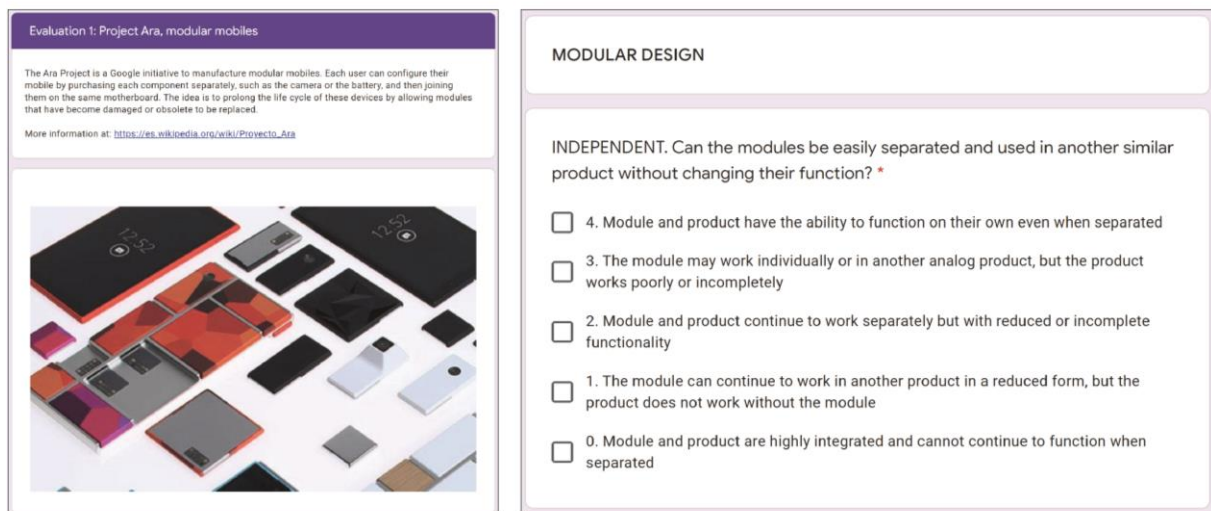 Evaluation 1: Project Ara, modular mobiles
The Ara Project is a Google initiative to manufacture modular mobiles. Each user can configure their
mobile by purchasing each component separately, such as the camera or the battery, and then joining
them on the same motherboard. The idea is to prolong the life cycle of these devices by allowing modules
that have become damaged or obsolete to be replaced.
More information at: https://es.wikipedia.org/wiki/Proyecto_Ara
12:52
12:52
MODULAR DESIGN
INDEPENDENT. Can the modules be easily separated and used in another similar
product without changing their function? *
4. Module and product have the ability to function on their own even when separated
3. The module may work individually or in another analog product, but the product
works poorly or incompletely
2. Module and product continue to work separately but with reduced or incomplete
functionality
1. The module can continue to work in another product in a reduced form, but the
product does not work without the module
0. Module and product are highly integrated and cannot continue to function when
separated